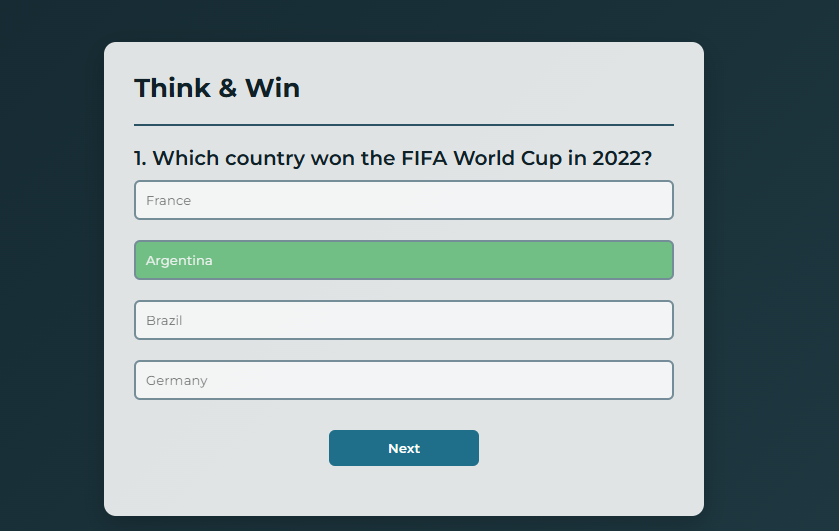 Think & Win
1. Which country won the FIFA World Cup in 2022?
France
Argentina
Brazil
Germany
Next